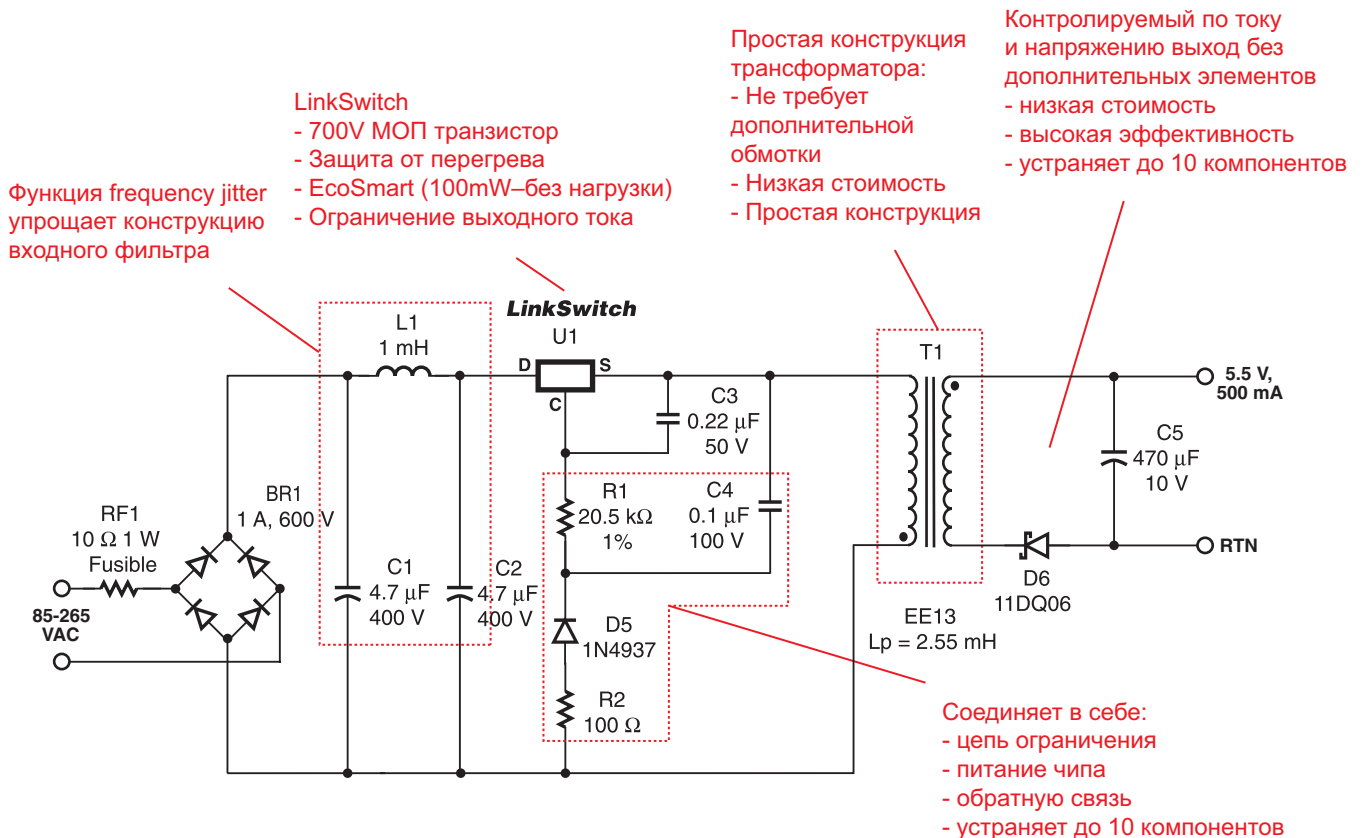 Функция frequency jitter
упрощает конструкцию
входного фильтра
LinkSwitch
- 700V МОП транзистор
- Защита от перегрева
- EcoSmart (100mW–без нагрузки)
- Ограничение выходного тока
Простая конструкция
трансформатора:
- Не требует
дополнительной
обмотки
- Низкая стоимость
- Простая конструкция
Контролируемый по току
и напряжению выход без
дополнительных элементов
- низкая стоимость
- высокая эффективность
- устраняет до 10 компонентов
L1
1 mH
LinkSwitch
U1
D
S
C
C3
0.22 µF
50 V
T1
5.5 V,
500 mA
C5
470 µF
10 V
RTN
D6
11DQ06
EE13
Lp = 2.55 mH
R1
20.5 kΩ
1%
C4
0.1 µF
100 V
D5
1N4937
R2
100 Ω
BR1
1 A, 600 V
RF1
10 Ω 1 W
Fusible
85-265
VAC
C1
4.7 µF
400 V
C2
4.7 µF
400 V
Соединяет в себе:
- цепь ограничения
- питание чипа
- обратную связь
- устраняет до 10 компонентов